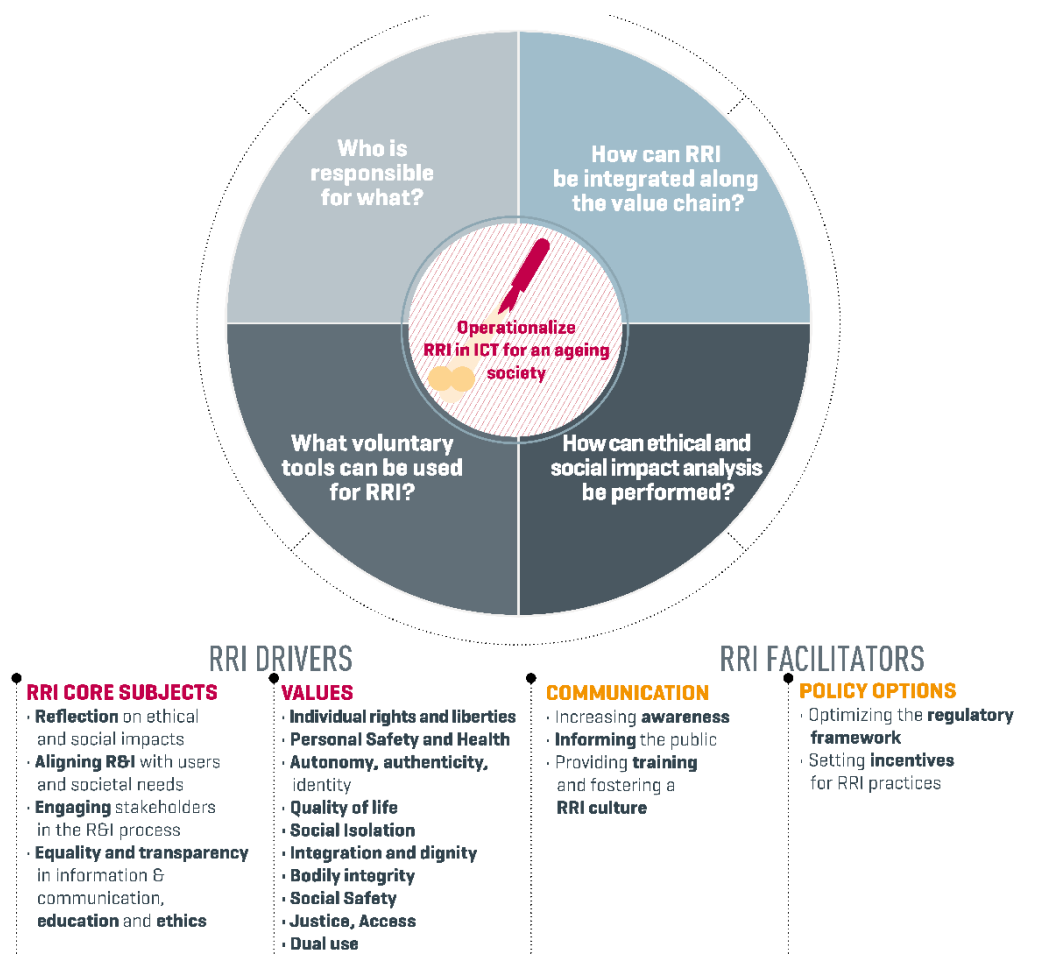 Who is
responsible
for what?
How can RRI
be integrated along
the value chain?
Operationalize
RRI in ICT for an ageing
society
What voluntary
tools can be used
for RRI?
How can ethical and
social impact analysis
be performed?
RRI DRIVERS
RRI CORE SUBJECTS
· Reflection on ethical
and social impacts
· Aligning R&I with users
and societal needs
· Engaging stakeholders
in the R&I process
· Equality and transparency
in information &
communication,
education and ethics
VALUES
· Individual rights and liberties
· Personal Safety and Health
· Autonomy, authenticity,
identity
· Quality of life
· Social Isolation
· Integration and dignity
· Bodily integrity
· Social Safety
· Justice, Access
· Dual use
RRI FACILITATORS
COMMUNICATION
· Increasing awareness
· Informing the public
· Providing training
and fostering a
RRI culture
POLICY OPTIONS
· Optimizing the regulatory
framework
· Setting incentives
for RRI practices